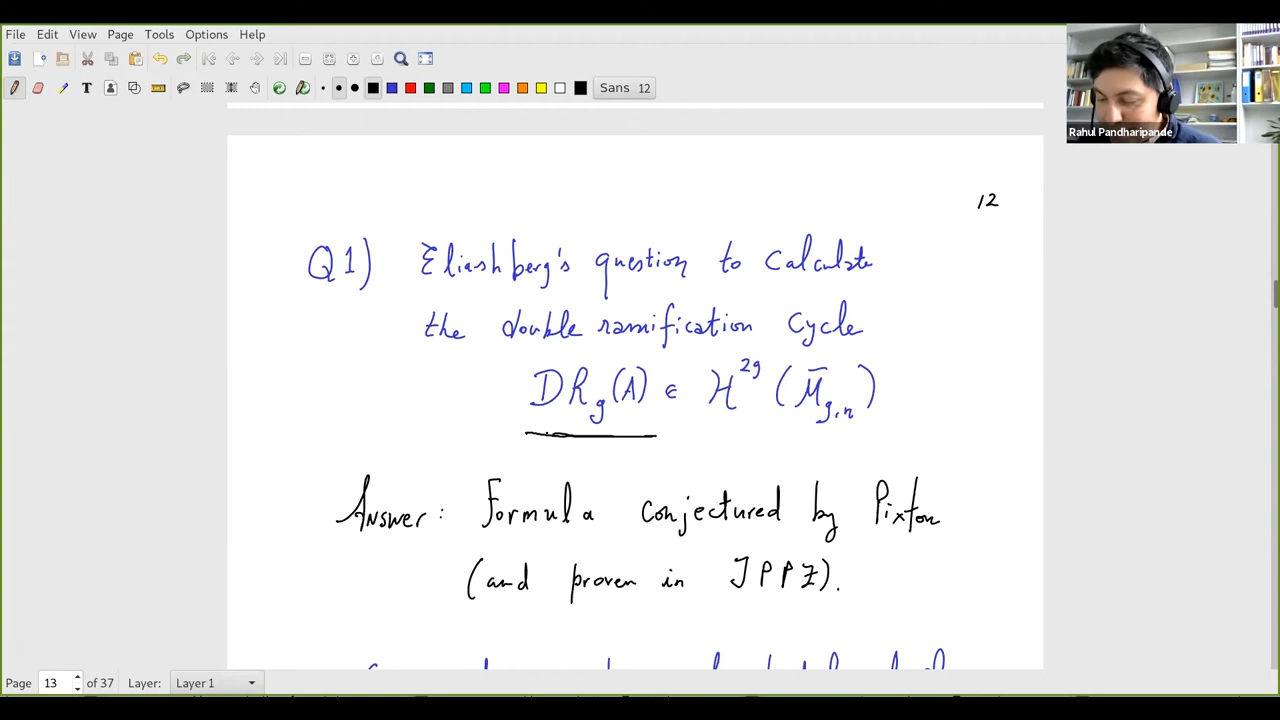 File Edit View Page Tools Options Help
Sans 12
Rahul Pandharipande
12
Q1) Eliashberg's question to calculate
the double ramification cycle
DR_g(A) ∈ H^{2g}(M̄_{g,n})
Answer: Formula conjectured by Pixton
(and proven in JPPZ).
Page 13 of 37 Layer: Layer 1